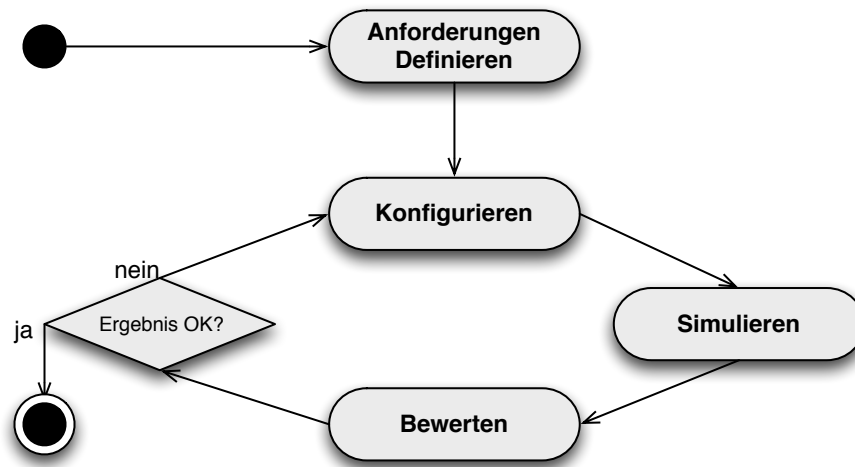 Anforderungen
Definieren
Konfigurieren
nein
Simulieren
ja
Ergebnis OK?
Bewerten